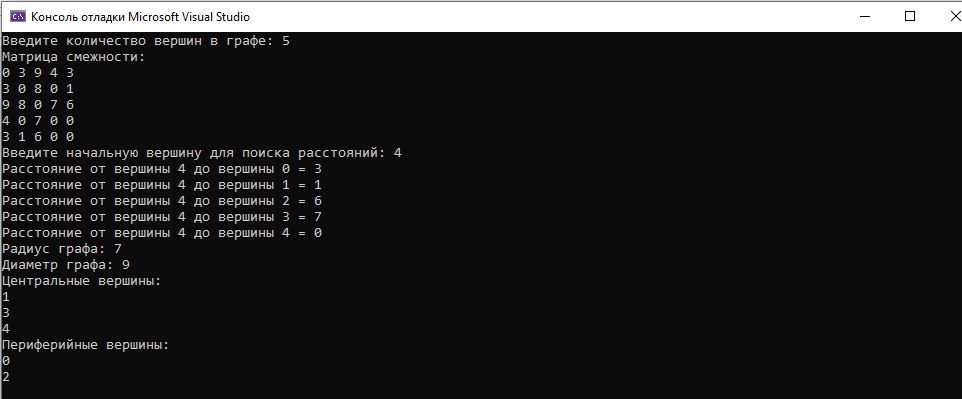 Консоль отладки Microsoft Visual Studio
Введите количество вершин в графе: 5
Матрица смежности:
0 3 9 4 3
3 0 8 0 1
9 8 0 7 6
4 0 7 0 0
3 1 6 0 0
Введите начальную вершину для поиска расстояний: 4
Расстояние от вершины 4 до вершины 0 = 3
Расстояние от вершины 4 до вершины 1 = 1
Расстояние от вершины 4 до вершины 2 = 6
Расстояние от вершины 4 до вершины 3 = 7
Расстояние от вершины 4 до вершины 4 = 0
Радиус графа: 7
Диаметр графа: 9
Центральные вершины:
1
3
4
Периферийные вершины:
0
2